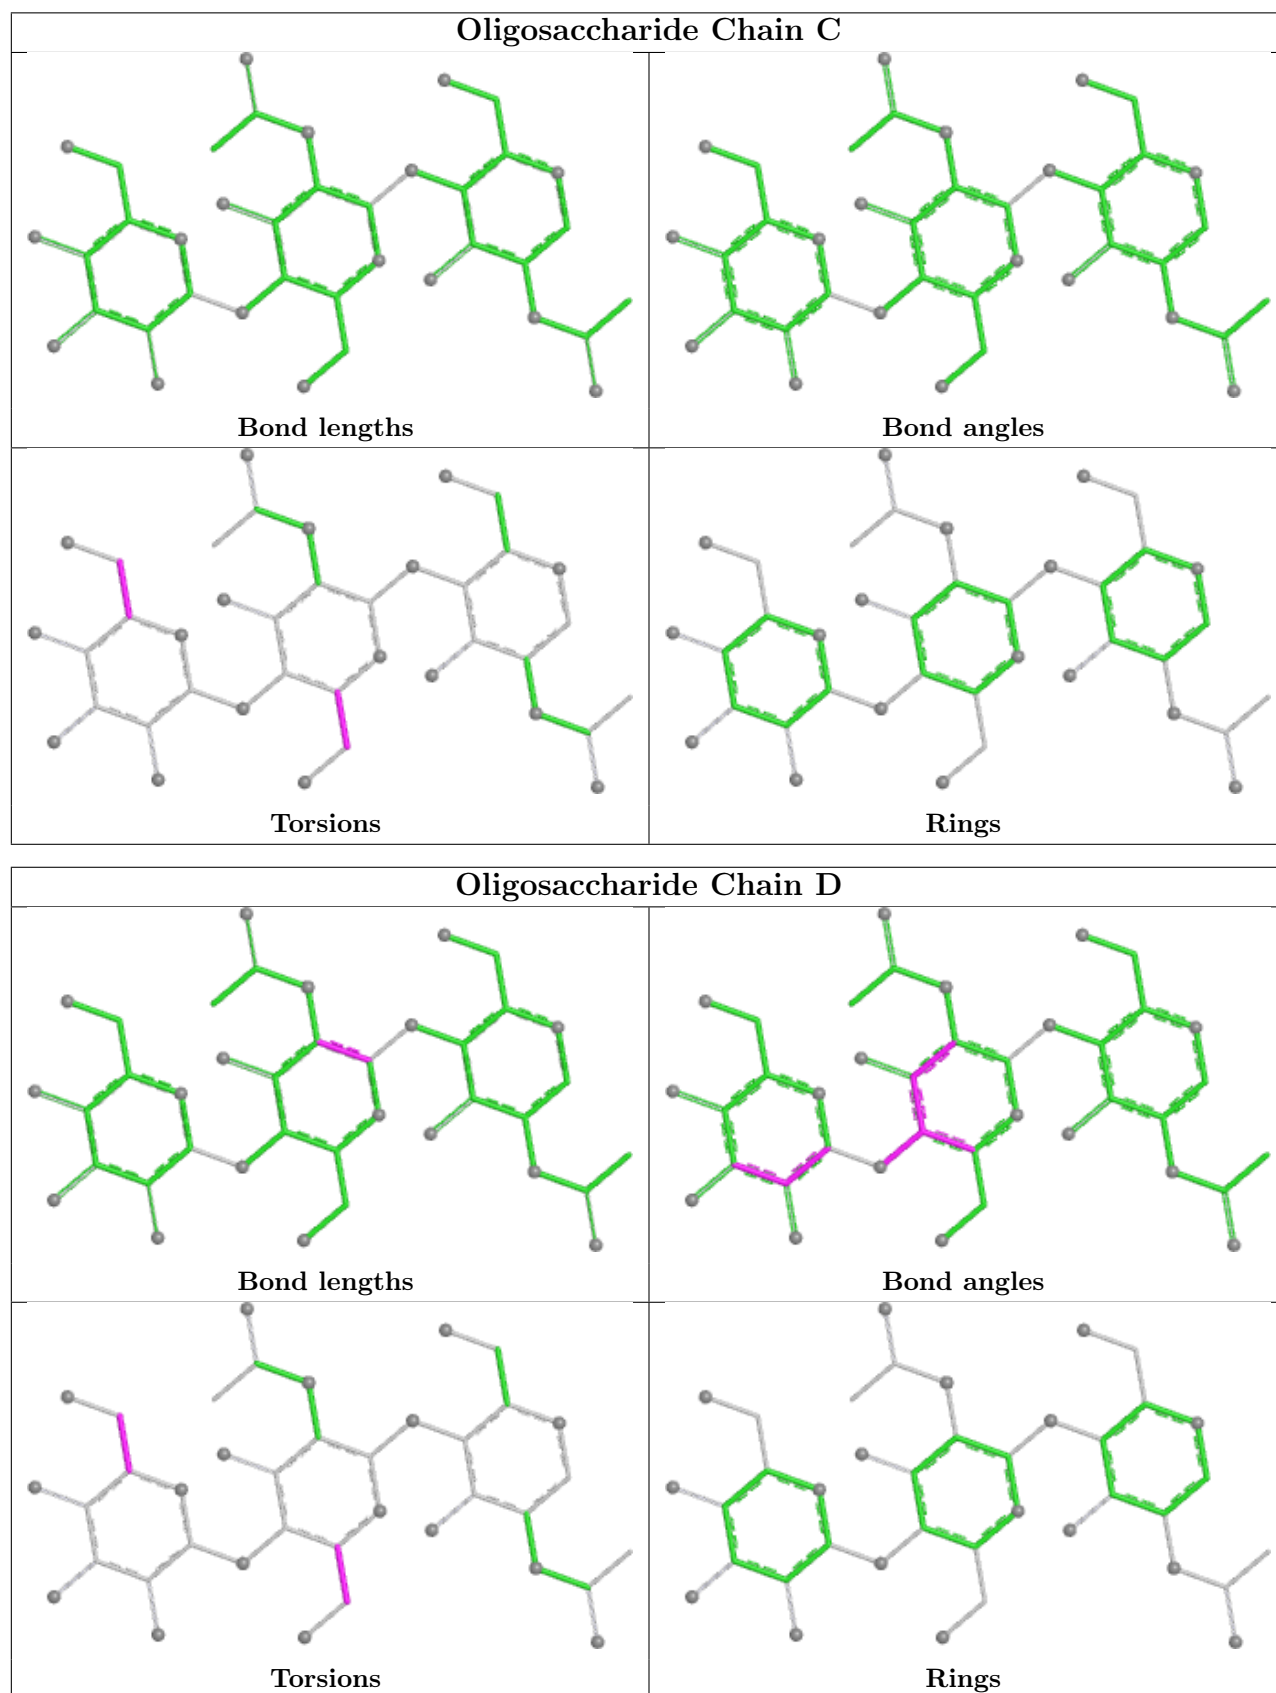 Oligosaccharide Chain C
Bond lengths
Bond angles
Torsions
Rings
Oligosaccharide Chain D
Bond lengths
Bond angles
Torsions
Rings